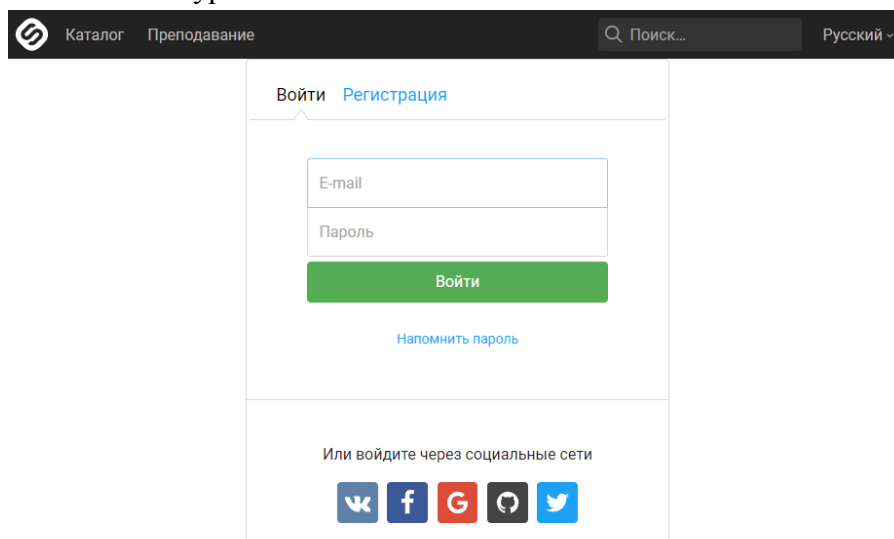 Каталог Преподавание Поиск... Русский
Войти Регистрация
E-mail
Пароль
Войти
Напомнить пароль
Или войдите через социальные сети